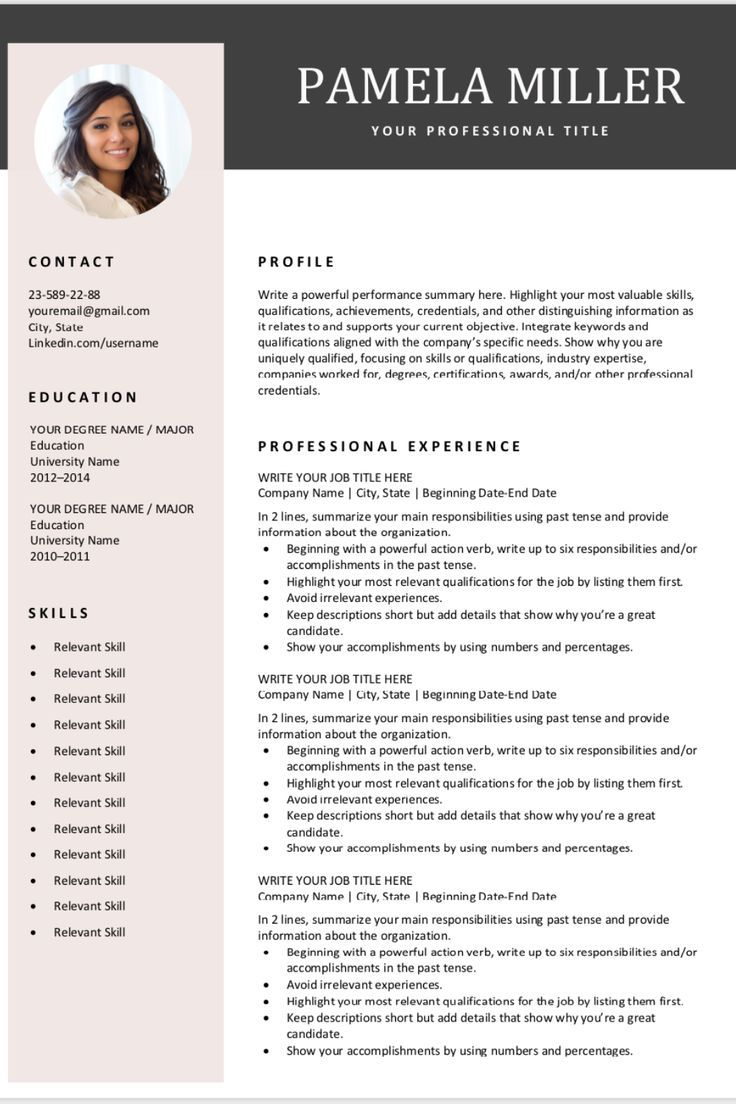 PAMELA MILLER
YOUR PROFESSIONAL TITLE
CONTACT
23-589-22-88
youremail@gmail.com
City, State
Linkedin.com/username
EDUCATION
YOUR DEGREE NAME / MAJOR
Education
University Name
2012–2014
YOUR DEGREE NAME / MAJOR
Education
University Name
2010–2011
SKILLS
• Relevant Skill
• Relevant Skill
• Relevant Skill
• Relevant Skill
• Relevant Skill
• Relevant Skill
• Relevant Skill
• Relevant Skill
• Relevant Skill
• Relevant Skill
• Relevant Skill
• Relevant Skill
PROFILE
Write a powerful performance summary here. Highlight your most valuable skills,
qualifications, achievements, credentials, and other distinguishing information as
it relates to and supports your current objective. Integrate keywords and
qualifications aligned with the company's specific needs. Show why you are
uniquely qualified, focusing on skills or qualifications, industry expertise,
companies worked for, degrees, certifications, awards, and/or other professional
credentials.
PROFESSIONAL EXPERIENCE
WRITE YOUR JOB TITLE HERE
Company Name | City, State | Beginning Date-End Date
In 2 lines, summarize your main responsibilities using past tense and provide
information about the organization.
• Beginning with a powerful action verb, write up to six responsibilities and/or
accomplishments in the past tense.
• Highlight your most relevant qualifications for the job by listing them first.
• Avoid irrelevant experiences.
• Keep descriptions short but add details that show why you're a great
candidate.
• Show your accomplishments by using numbers and percentages.
WRITE YOUR JOB TITLE HERE
Company Name | City, State | Beginning Date-End Date
In 2 lines, summarize your main responsibilities using past tense and provide
information about the organization.
• Beginning with a powerful action verb, write up to six responsibilities and/or
accomplishments in the past tense.
• Highlight your most relevant qualifications for the job by listing them first.
• Avoid irrelevant experiences.
• Keep descriptions short but add details that show why you're a great
candidate.
• Show your accomplishments by using numbers and percentages.
WRITE YOUR JOB TITLE HERE
Company Name | City, State | Beginning Date-End Date
In 2 lines, summarize your main responsibilities using past tense and provide
information about the organization.
• Beginning with a powerful action verb, write up to six responsibilities and/or
accomplishments in the past tense.
• Avoid irrelevant experiences.
• Highlight your most relevant qualifications for the job by listing them first.
• Keep descriptions short but add details that show why you're a great
candidate.
• Show your accomplishments by using numbers and percentages.